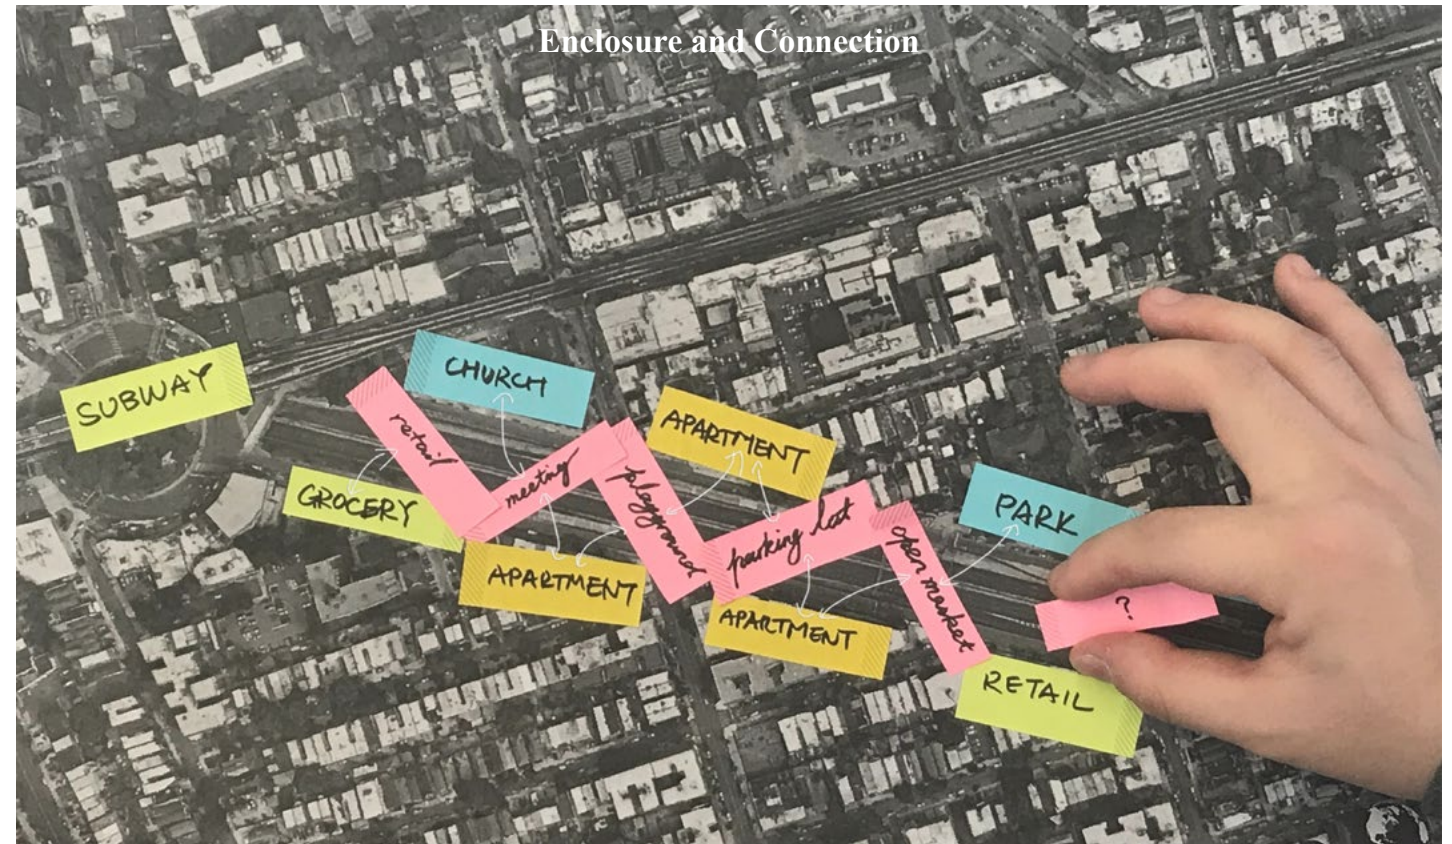 Enclosure and Connection
SUBWAY
CHURCH
retail
GROCERY
meeting
APARTMENT
playground
APARTMENT
parking lot
APARTMENT
open market
PARK
?
RETAIL